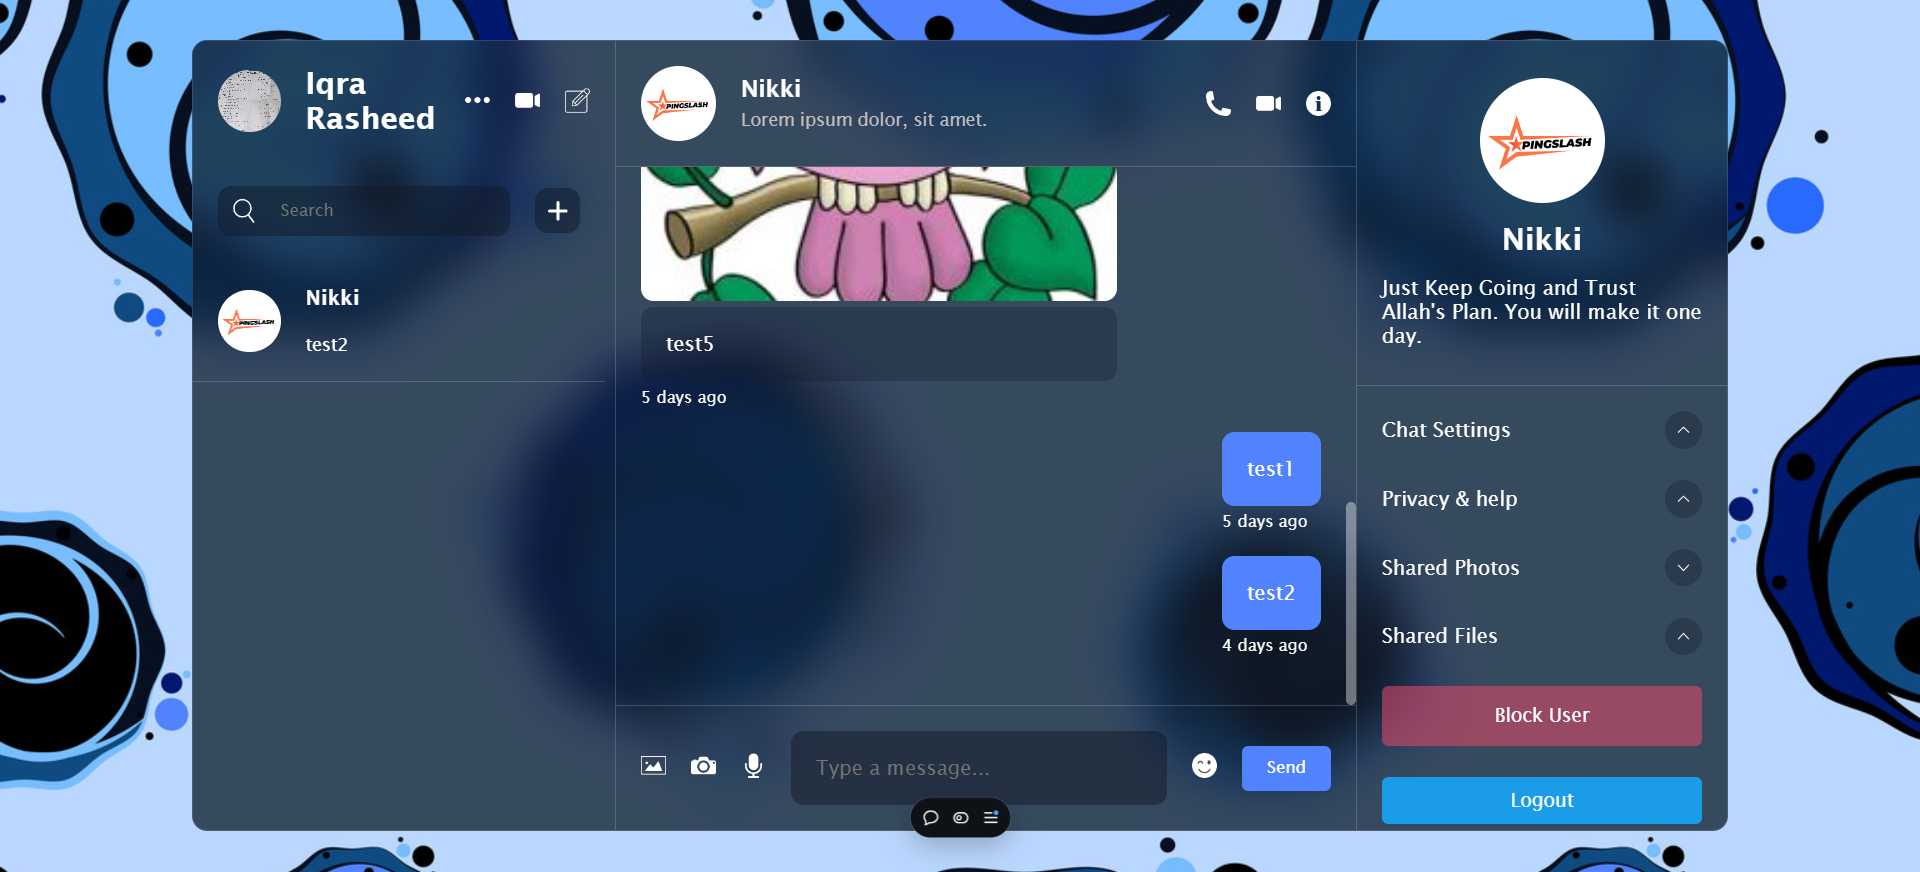 Iqra
Rasheed
Search
PINGSLASH
Nikki
test2
PINGSLASH
Nikki
Lorem ipsum dolor, sit amet.
test5
5 days ago
test1
5 days ago
test2
4 days ago
Type a message...
Send
PINGSLASH
Nikki
Just Keep Going and Trust
Allah's Plan. You will make it one
day.
Chat Settings
Privacy & help
Shared Photos
Shared Files
Block User
Logout